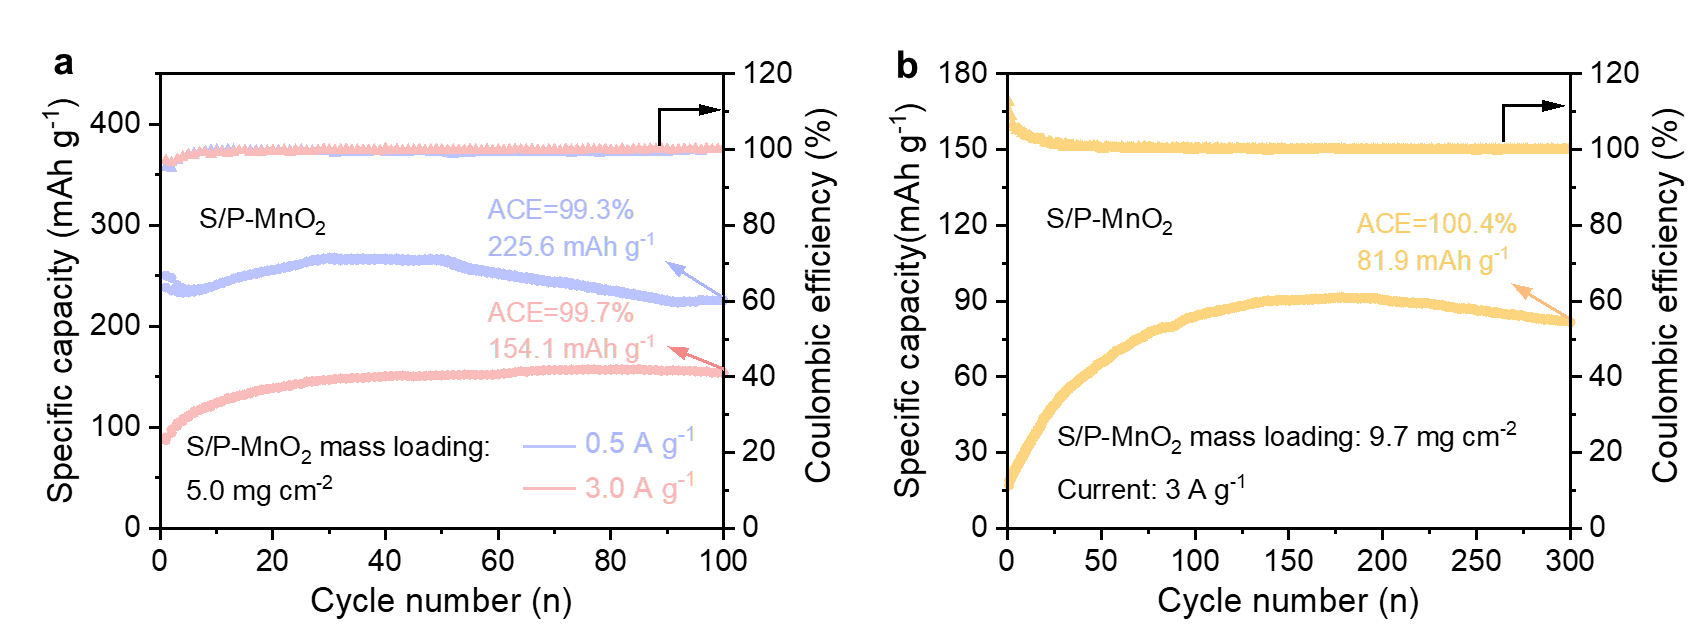 a
120
400
100
300
80
200
60
100
40
20
0
0
0
20
40
60
80
100
Specific capacity (mAh g⁻¹)
Coulombic efficiency (%)
Cycle number (n)
S/P-MnO₂
ACE=99.3%
225.6 mAh g⁻¹
ACE=99.7%
154.1 mAh g⁻¹
S/P-MnO₂ mass loading:
5.0 mg cm⁻²
0.5 A g⁻¹
3.0 A g⁻¹
b
180
150
120
90
60
30
0
120
100
80
60
40
20
0
0
50
100
150
200
250
300
Specific capacity(mAh g⁻¹)
Coulombic efficiency (%)
Cycle number (n)
S/P-MnO₂
ACE=100.4%
81.9 mAh g⁻¹
S/P-MnO₂ mass loading: 9.7 mg cm⁻²
Current: 3 A g⁻¹